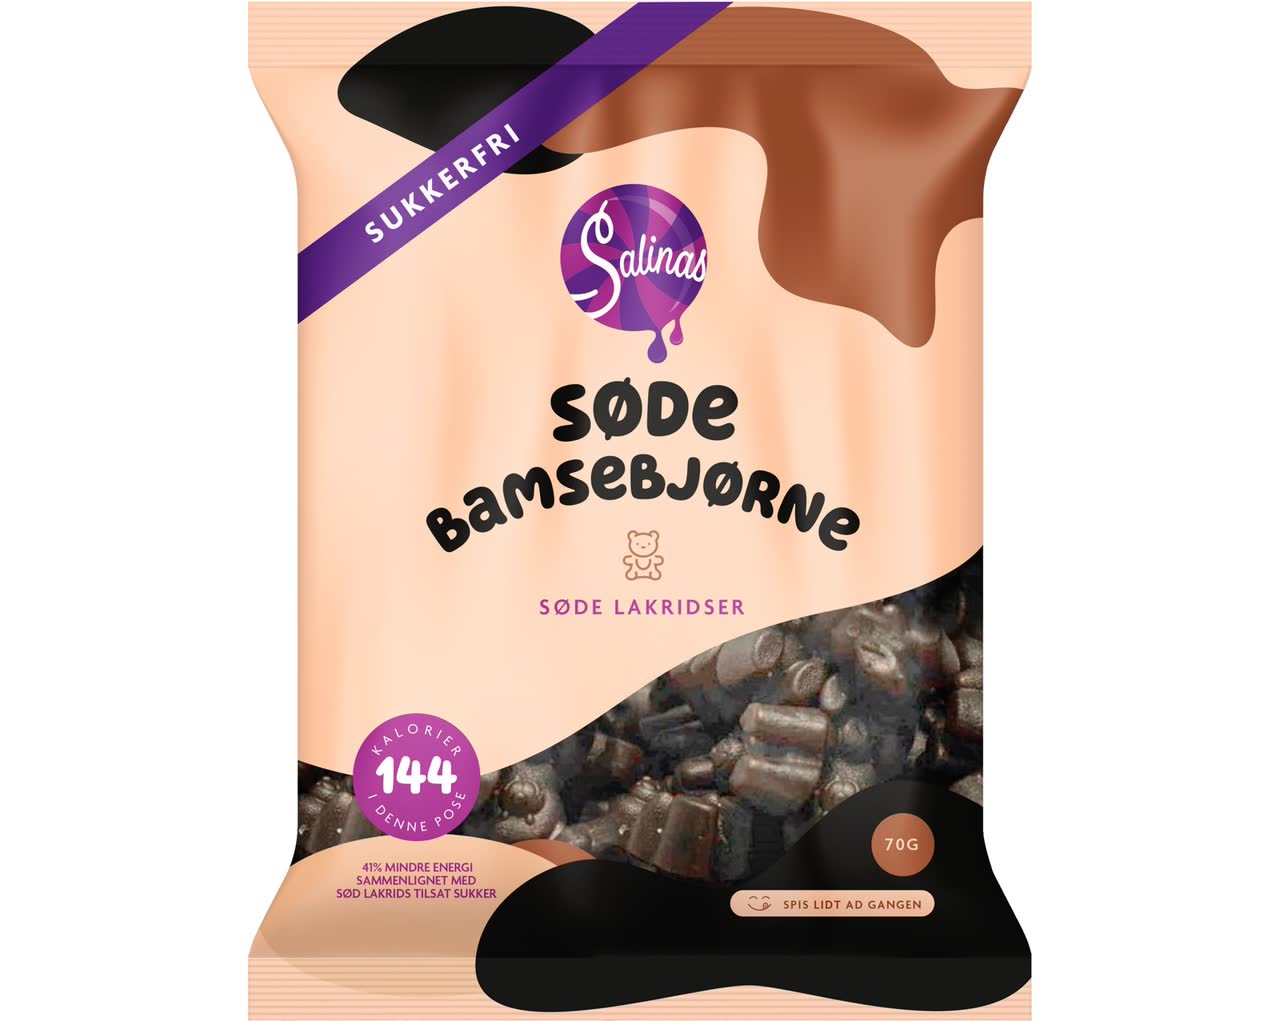 SUKKERFRI
Salinas
SØDE
BAMSEBJØRNE
SØDE LAKRIDSER
KALORIER
144
I DENNE POSE
41% MINDRE ENERGI
SAMMENLIGNET MED
SØD LAKRIDS TILSAT SUKKER
70G
SPIS LIDT AD GANGEN